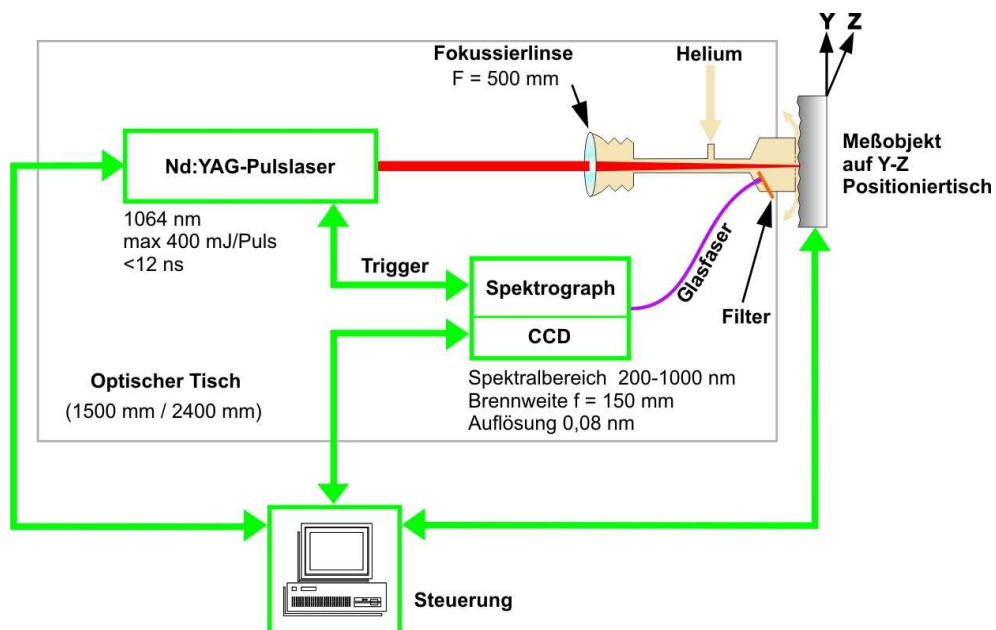 Y Z
Fokussierlinse
F = 500 mm
Helium
Nd:YAG-Pulslaser
1064 nm
max 400 mJ/Puls
<12 ns
Meßobjekt
auf Y-Z
Positioniertisch
Trigger
Spektrograph
CCD
Glasfaser
Filter
Spektralbereich 200-1000 nm
Brennweite f = 150 mm
Auflösung 0,08 nm
Optischer Tisch
(1500 mm / 2400 mm)
Steuerung